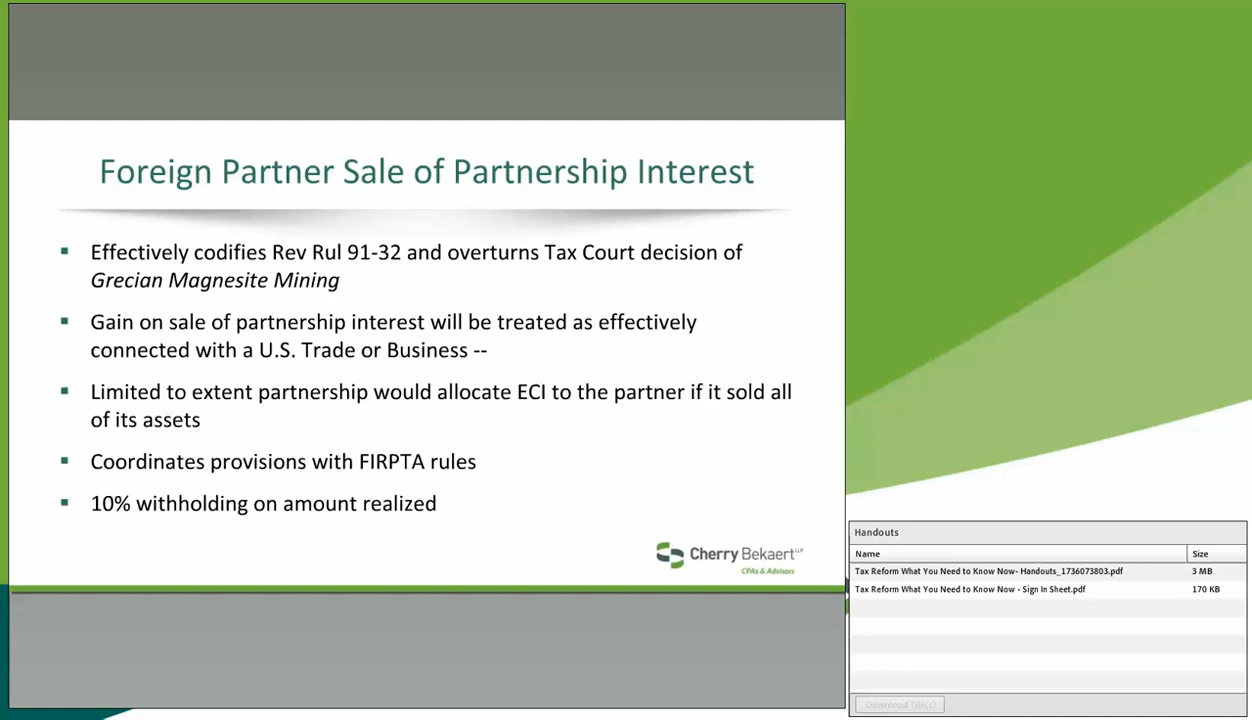 Foreign Partner Sale of Partnership Interest
▪ Effectively codifies Rev Rul 91-32 and overturns Tax Court decision of
Grecian Magnesite Mining
▪ Gain on sale of partnership interest will be treated as effectively
connected with a U.S. Trade or Business --
▪ Limited to extent partnership would allocate ECI to the partner if it sold all
of its assets
▪ Coordinates provisions with FIRPTA rules
▪ 10% withholding on amount realized
Cherry Bekaert LLP
CPAs & Advisors
Handouts
Name Size
Tax Reform What You Need to Know Now- Handouts_1736073803.pdf 3 MB
Tax Reform What You Need to Know Now - Sign In Sheet.pdf 170 KB
Download File(s)